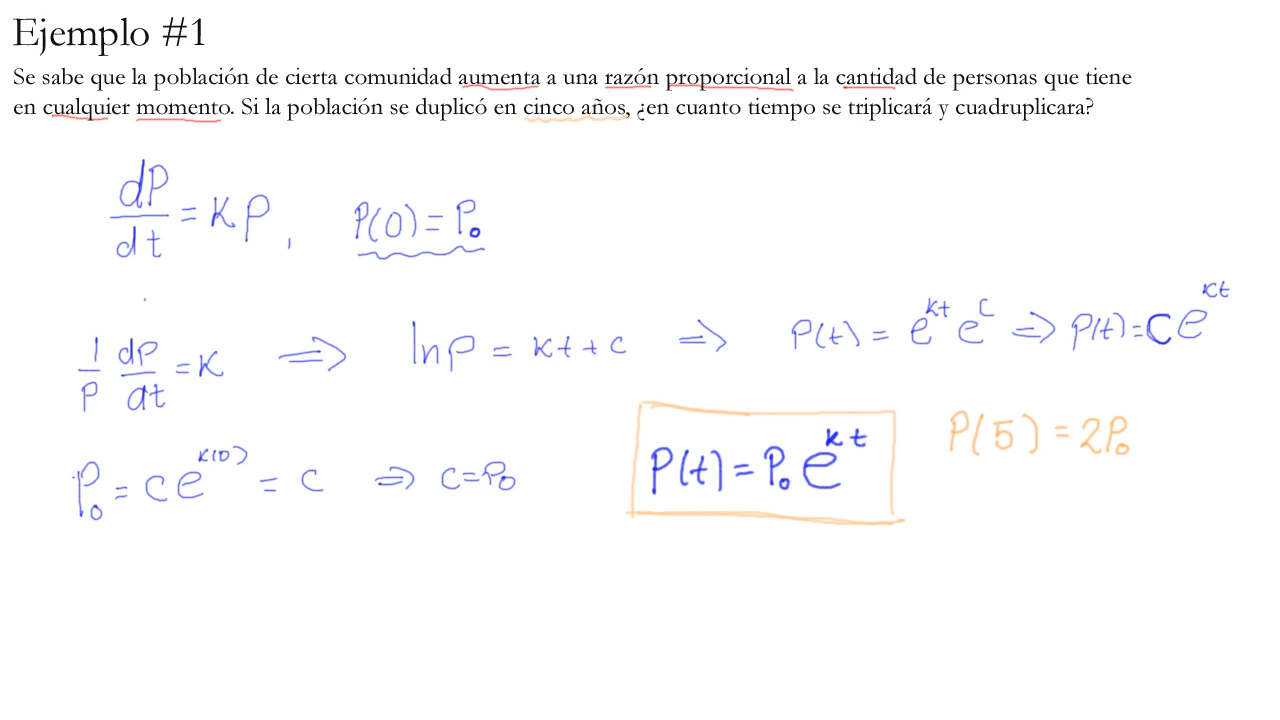 Ejemplo #1
Se sabe que la población de cierta comunidad aumenta a una razón proporcional a la cantidad de personas que tiene
en cualquier momento. Si la población se duplicó en cinco años, ¿en cuanto tiempo se triplicará y cuadruplicara?
dP/dt = KP, P(0) = P₀
1/P dP/dt = K ⟹ ln P = Kt + C ⟹ P(t) = e^{Kt} e^{C} ⟹ P(t) = Ce^{Kt}
P₀ = Ce^{K(0)} = C ⟹ C = P₀
P(t) = P₀ e^{Kt}
P(5) = 2P₀